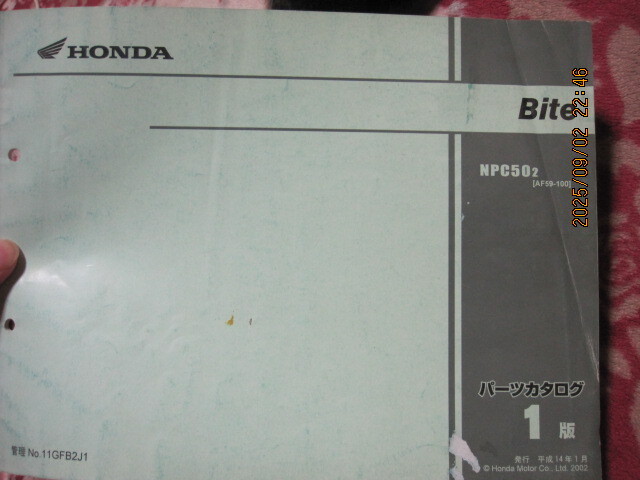 HONDA
Bite
NPC502
[AF59-100]
パーツカタログ
1版
管理 No.11GFB2J1
発行 平成14年1月
© Honda Motor Co., Ltd. 2002
2025/09/02 22:46